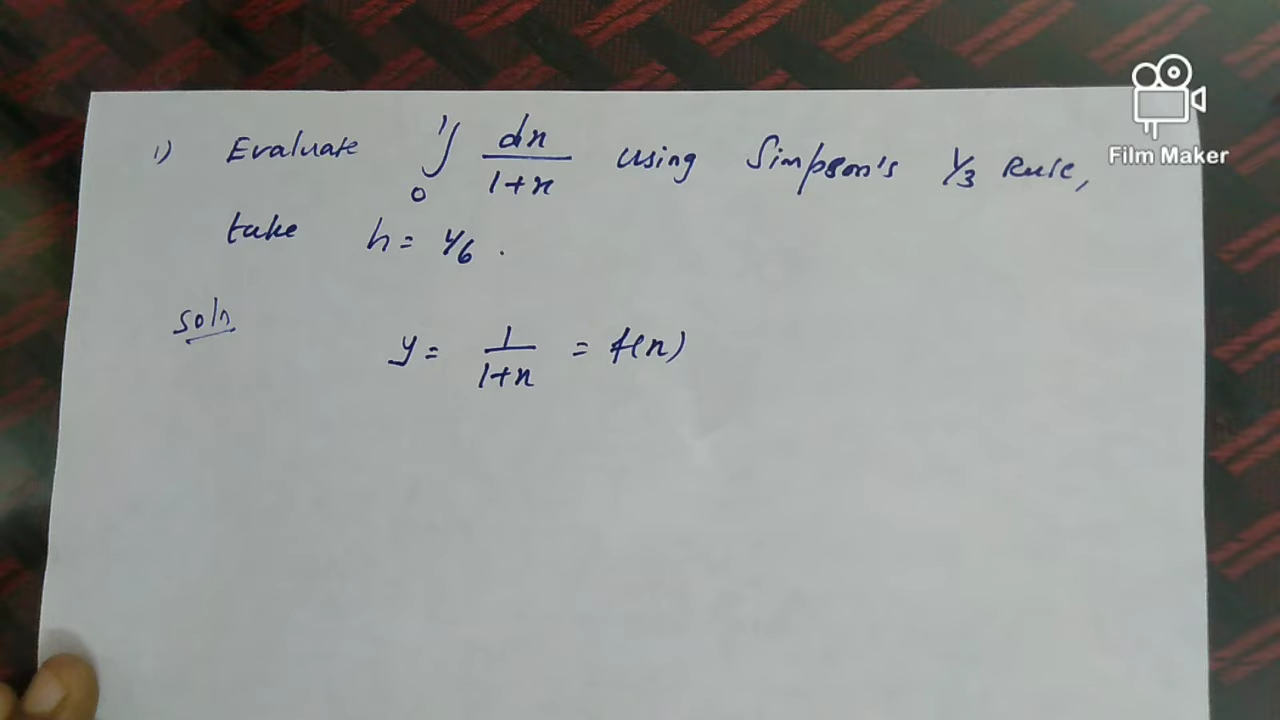 1) Evaluate ∫₀¹ dx/(1+x) using Simpson's 1/3 Rule,
take h = 1/6 .
soln
y = 1/(1+x) = f(x)
Film Maker